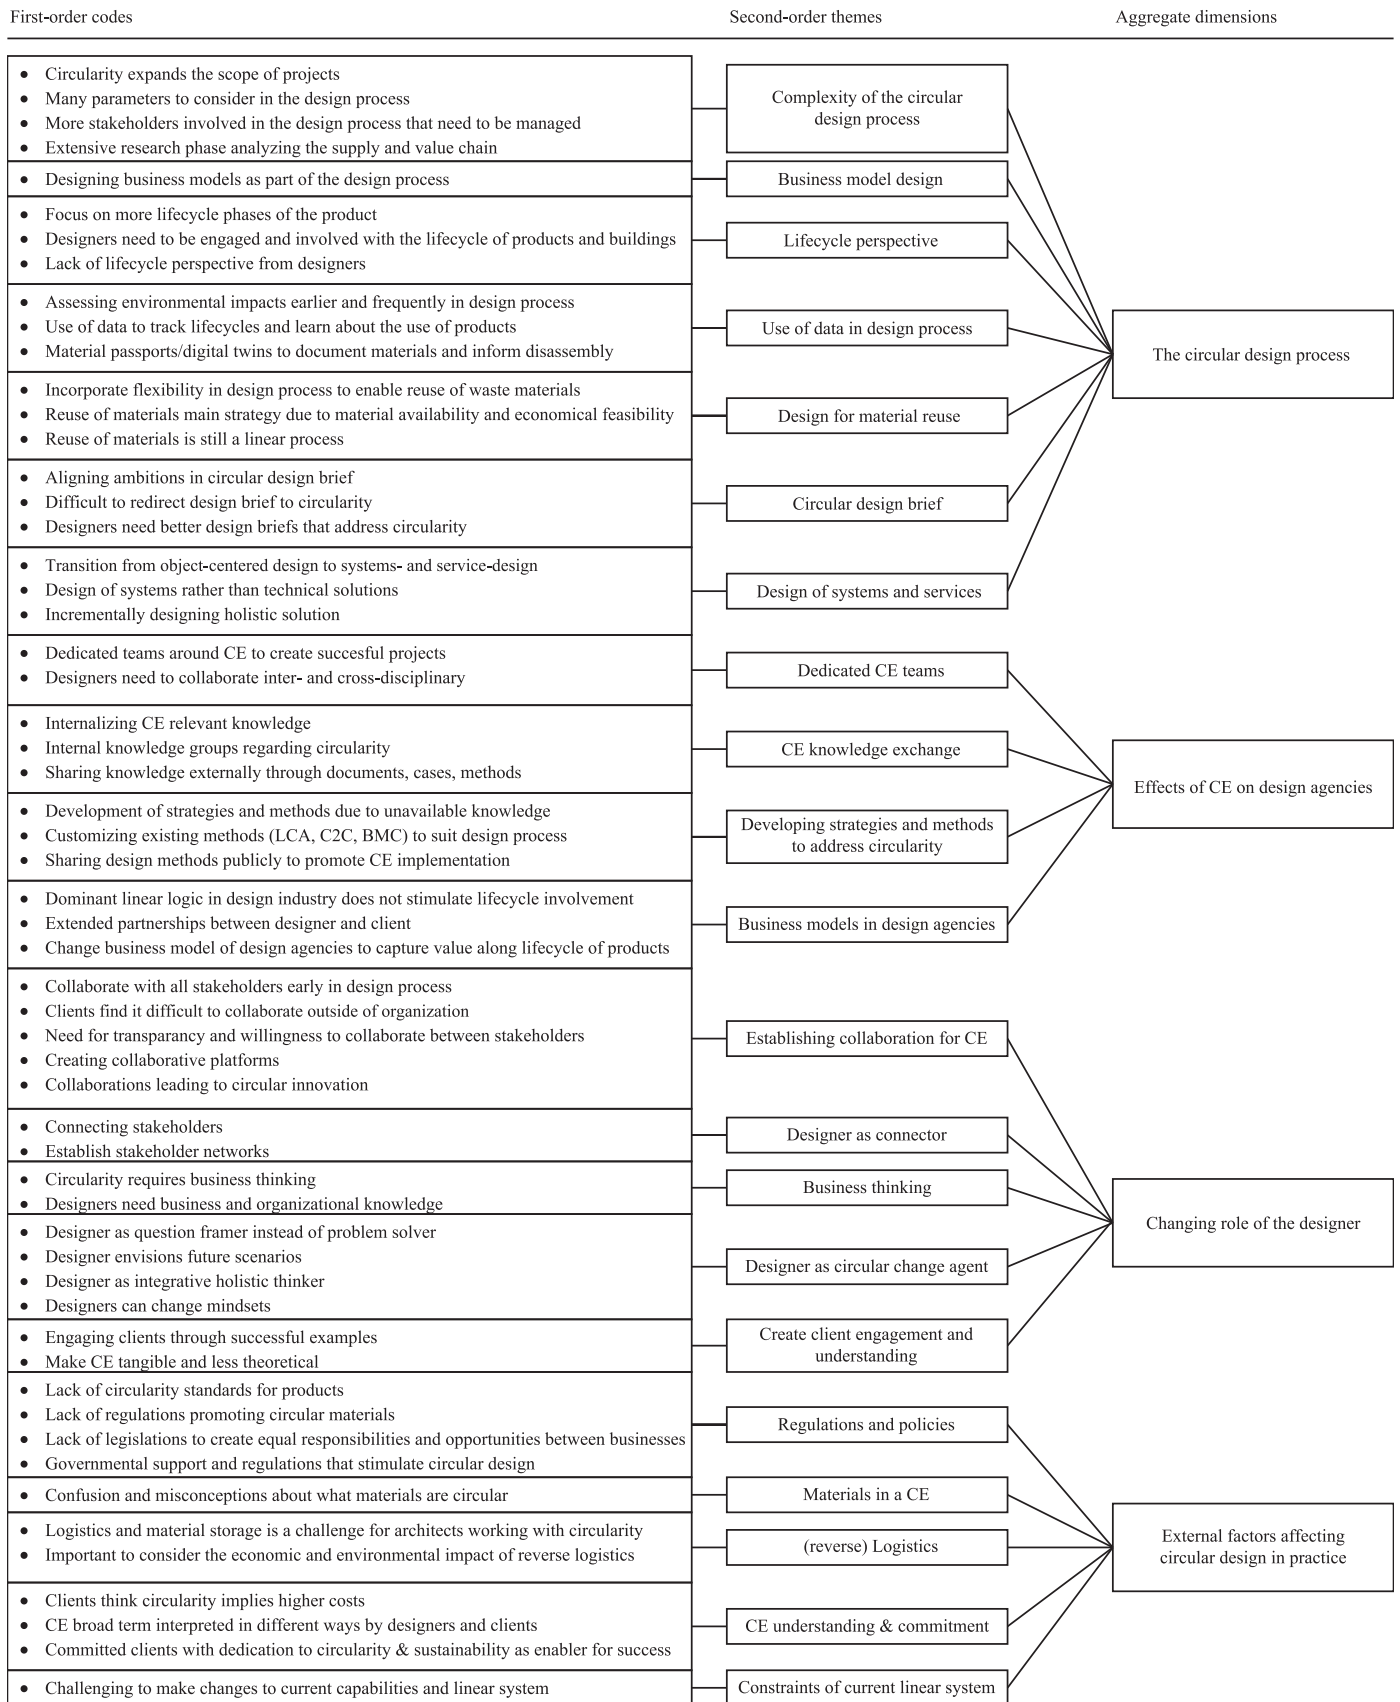 First-order codes
Second-order themes
Aggregate dimensions
Circularity expands the scope of projects
Many parameters to consider in the design process
More stakeholders involved in the design process that need to be managed
Extensive research phase analyzing the supply and value chain
Complexity of the circular
design process
Designing business models as part of the design process
Business model design
Focus on more lifecycle phases of the product
Designers need to be engaged and involved with the lifecycle of products and buildings
Lack of lifecycle perspective from designers
Lifecycle perspective
Assessing environmental impacts earlier and frequently in design process
Use of data to track lifecycles and learn about the use of products
Material passports/digital twins to document materials and inform disassembly
Use of data in design process
Incorporate flexibility in design process to enable reuse of waste materials
Reuse of materials main strategy due to material availability and economical feasibility
Reuse of materials is still a linear process
Design for material reuse
Aligning ambitions in circular design brief
Difficult to redirect design brief to circularity
Designers need better design briefs that address circularity
Circular design brief
Transition from object-centered design to systems- and service-design
Design of systems rather than technical solutions
Incrementally designing holistic solution
Design of systems and services
The circular design process
Dedicated teams around CE to create succesful projects
Designers need to collaborate inter- and cross-disciplinary
Dedicated CE teams
Internalizing CE relevant knowledge
Internal knowledge groups regarding circularity
Sharing knowledge externally through documents, cases, methods
CE knowledge exchange
Development of strategies and methods due to unavailable knowledge
Customizing existing methods (LCA, C2C, BMC) to suit design process
Sharing design methods publicly to promote CE implementation
Developing strategies and methods
to address circularity
Dominant linear logic in design industry does not stimulate lifecycle involvement
Extended partnerships between designer and client
Change business model of design agencies to capture value along lifecycle of products
Business models in design agencies
Effects of CE on design agencies
Collaborate with all stakeholders early in design process
Clients find it difficult to collaborate outside of organization
Need for transparancy and willingness to collaborate between stakeholders
Creating collaborative platforms
Collaborations leading to circular innovation
Establishing collaboration for CE
Connecting stakeholders
Establish stakeholder networks
Designer as connector
Circularity requires business thinking
Designers need business and organizational knowledge
Business thinking
Designer as question framer instead of problem solver
Designer envisions future scenarios
Designer as integrative holistic thinker
Designers can change mindsets
Designer as circular change agent
Engaging clients through successful examples
Make CE tangible and less theoretical
Create client engagement and
understanding
Changing role of the designer
Lack of circularity standards for products
Lack of regulations promoting circular materials
Lack of legislations to create equal responsibilities and opportunities between businesses
Governmental support and regulations that stimulate circular design
Regulations and policies
Confusion and misconceptions about what materials are circular
Materials in a CE
Logistics and material storage is a challenge for architects working with circularity
Important to consider the economic and environmental impact of reverse logistics
(reverse) Logistics
Clients think circularity implies higher costs
CE broad term interpreted in different ways by designers and clients
Committed clients with dedication to circularity & sustainability as enabler for success
CE understanding & commitment
Challenging to make changes to current capabilities and linear system
Constraints of current linear system
External factors affecting
circular design in practice